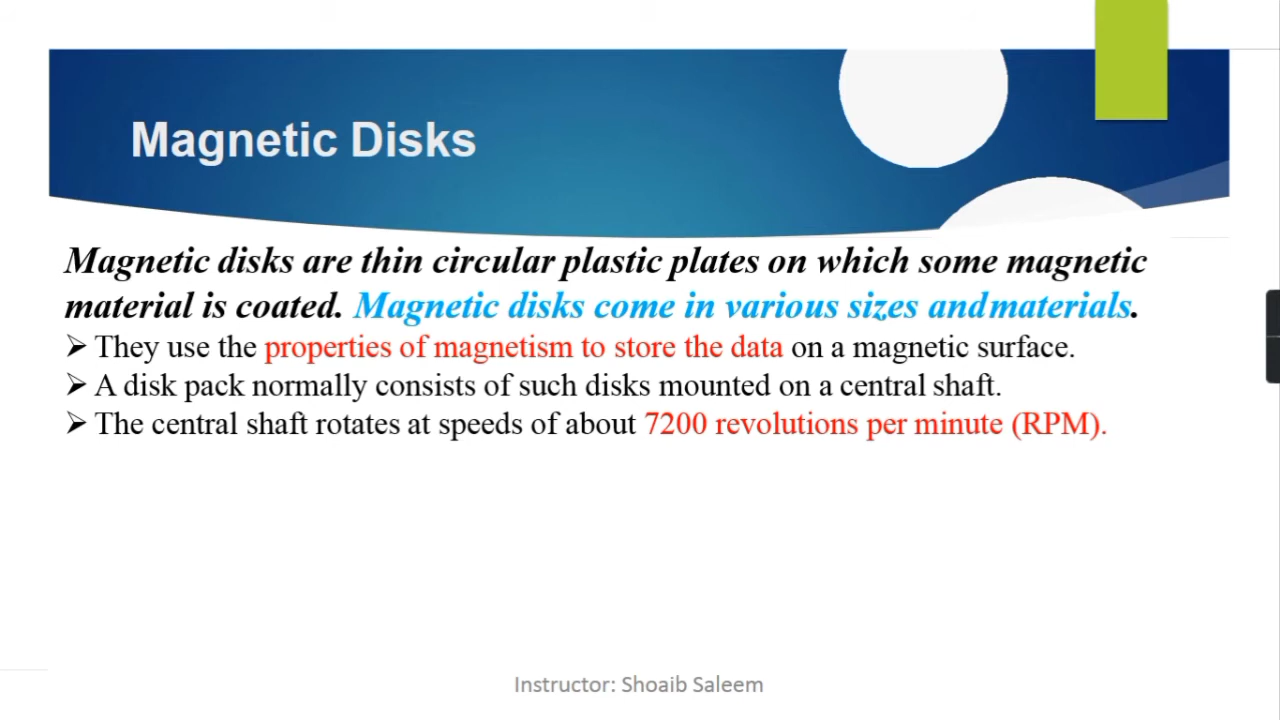 Magnetic Disks
Magnetic disks are thin circular plastic plates on which some magnetic
material is coated. Magnetic disks come in various sizes and materials.
➢ They use the properties of magnetism to store the data on a magnetic surface.
➢ A disk pack normally consists of such disks mounted on a central shaft.
➢ The central shaft rotates at speeds of about 7200 revolutions per minute (RPM).
Instructor: Shoaib Saleem